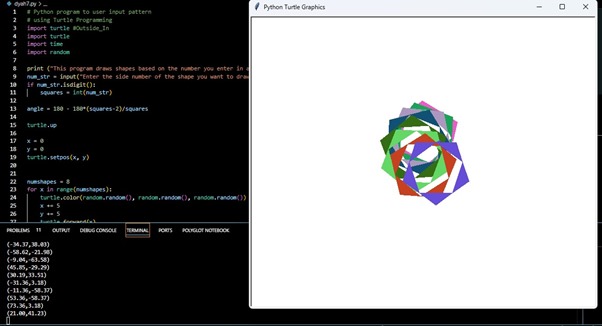 dyah7.py > ...
1 # Python program to user input pattern
2 # using Turtle Programming
3 import turtle #Outside_In
4 import turtle
5 import time
6 import random
7
8 print ("This program draws shapes based on the number you enter in a
9 num_str = input("Enter the side number of the shape you want to draw
10 if num_str.isdigit():
11 squares = int(num_str)
12
13 angle = 180 - 180*(squares-2)/squares
14
15 turtle.up
16
17 x = 0
18 y = 0
19 turtle.setpos(x, y)
20
21
22 numshapes = 8
23 for x in range(numshapes):
24 turtle.color(random.random(), random.random(), random.random())
25 x += 5
26 y += 5
27 turtle.forward(x)
Python Turtle Graphics
PROBLEMS 11 OUTPUT DEBUG CONSOLE TERMINAL PORTS POLYGLOT NOTEBOOK
(-34.37,38.03)
(-58.62,-21.98)
(-9.04,-63.58)
(45.85,-29.29)
(30.19,33.51)
(-31.36,3.18)
(-11.36,-58.37)
(53.36,-58.37)
(73.36,3.18)
(21.00,41.23)